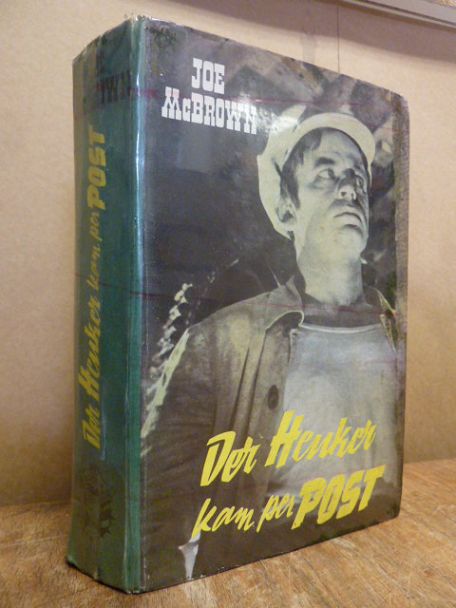 JOE
McBROWN
Der Henker
kam per POST
Der Henker kam per POST